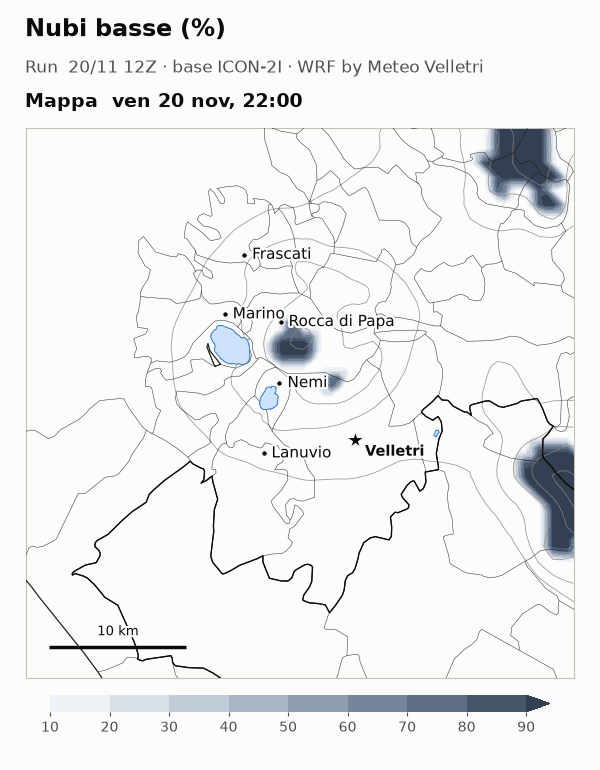 Nubi basse (%)
Run  20/11 12Z · base ICON-2I · WRF by Meteo Velletri
Mappa  ven 20 nov, 22:00
Frascati
Marino
Rocca di Papa
Nemi
Velletri
Lanuvio
10 km
10 20 30 40 50 60 70 80 90